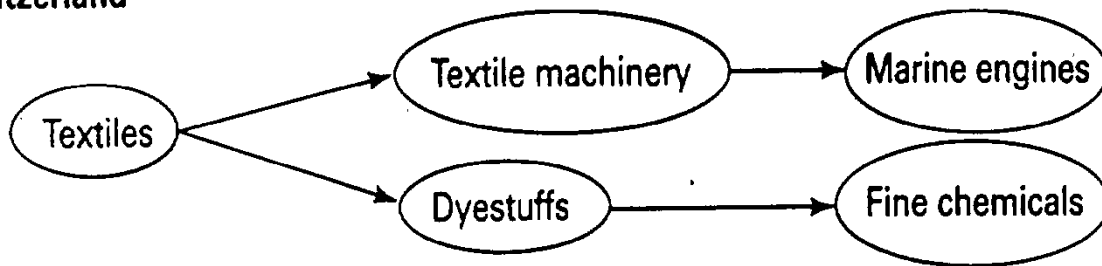 Textile machinery
Marine engines
Textiles
Dyestuffs
Fine chemicals